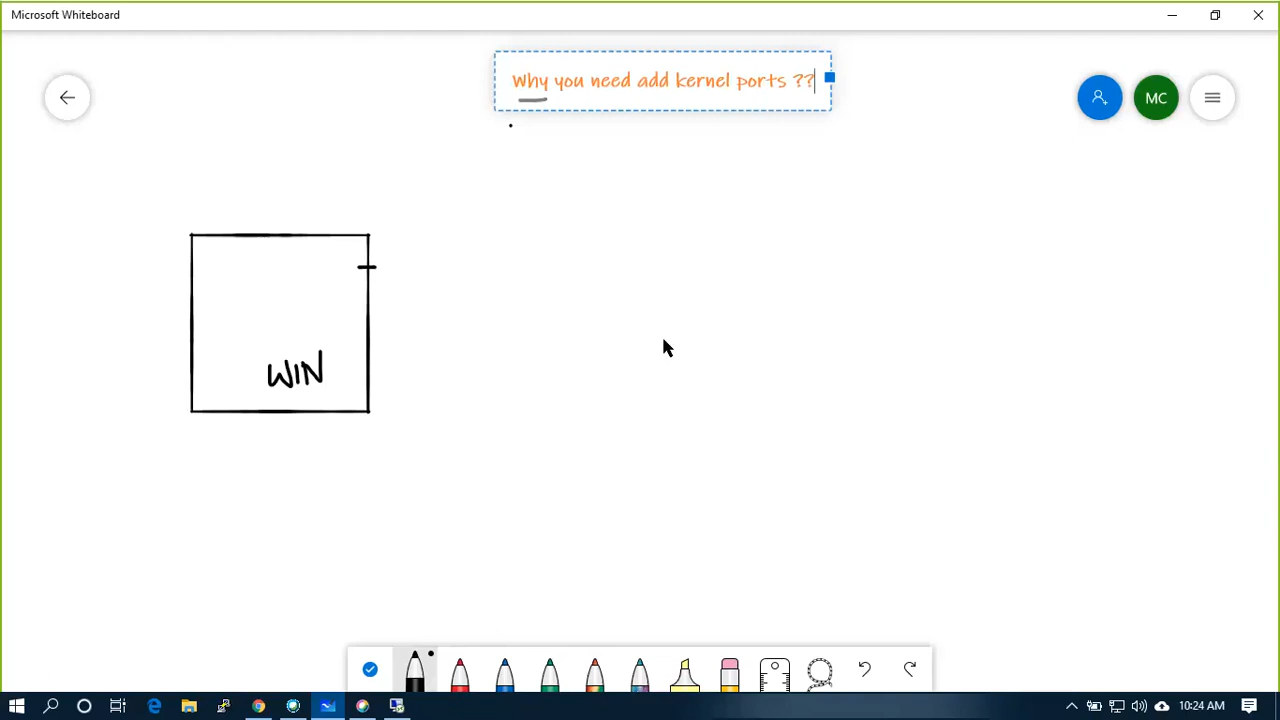 Microsoft Whiteboard
Why you need add kernel ports ??
MC
WIN
10:24 AM